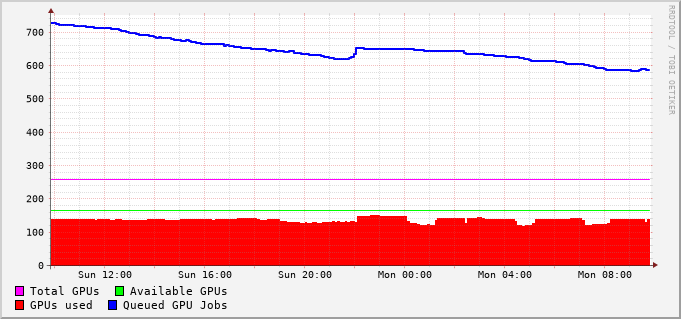 700
600
500
400
300
200
100
0
Sun 12:00 Sun 16:00 Sun 20:00 Mon 00:00 Mon 04:00 Mon 08:00
Total GPUs Available GPUs
GPUs used Queued GPU Jobs
RRDTOOL / TOBI OETIKER